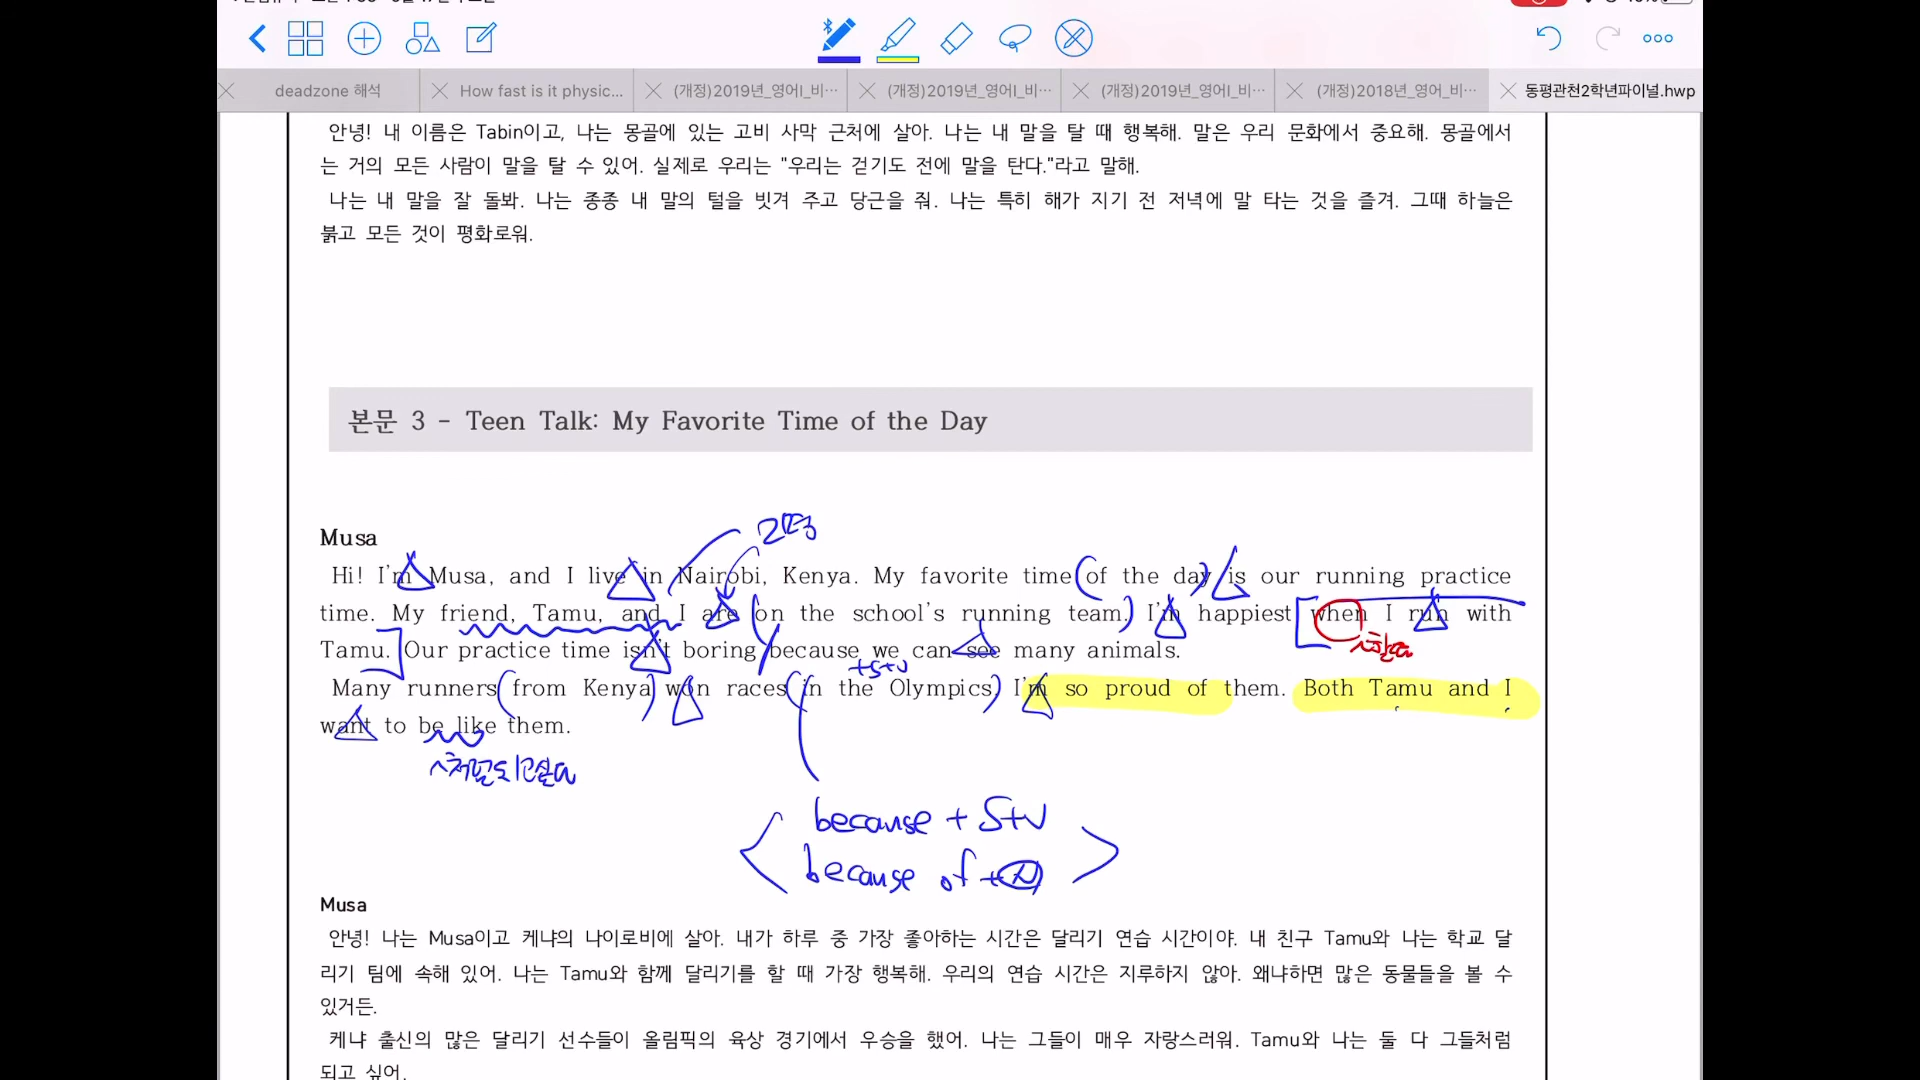 deadzone 해석
How fast is it physic...
(개정)2019년_영어I_비...
(개정)2019년_영어I_비...
(개정)2019년_영어I_비...
(개정)2018년_영어_비...
동평관천2학년파이널.hwp
안녕! 내 이름은 Tabin이고, 나는 몽골에 있는 고비 사막 근처에 살아. 나는 내 말을 탈 때 행복해. 말은 우리 문화에서 중요해. 몽골에서
는 거의 모든 사람이 말을 탈 수 있어. 실제로 우리는 "우리는 걷기도 전에 말을 탄다."라고 말해.
나는 내 말을 잘 돌봐. 나는 종종 내 말의 털을 빗겨 주고 당근을 줘. 나는 특히 해가 지기 전 저녁에 말 타는 것을 즐겨. 그때 하늘은
붉고 모든 것이 평화로워.
본문 3 - Teen Talk: My Favorite Time of the Day
Musa
Hi! I'm Musa, and I live in Nairobi, Kenya. My favorite time of the day is our running practice
time. My friend, Tamu, and I are on the school's running team. I'm happiest when I run with
Tamu. Our practice time isn't boring because we can see many animals.
+S+V
Many runners from Kenya won races in the Olympics. I'm so proud of them. Both Tamu and I
want to be like them.
~처럼 되고싶다
because + S+V
because of + N
Musa
안녕! 나는 Musa이고 케냐의 나이로비에 살아. 내가 하루 중 가장 좋아하는 시간은 달리기 연습 시간이야. 내 친구 Tamu와 나는 학교 달
리기 팀에 속해 있어. 나는 Tamu와 함께 달리기를 할 때 가장 행복해. 우리의 연습 시간은 지루하지 않아. 왜냐하면 많은 동물들을 볼 수
있거든.
케냐 출신의 많은 달리기 선수들이 올림픽의 육상 경기에서 우승을 했어. 나는 그들이 매우 자랑스러워. Tamu와 나는 둘 다 그들처럼
되고 싶어.